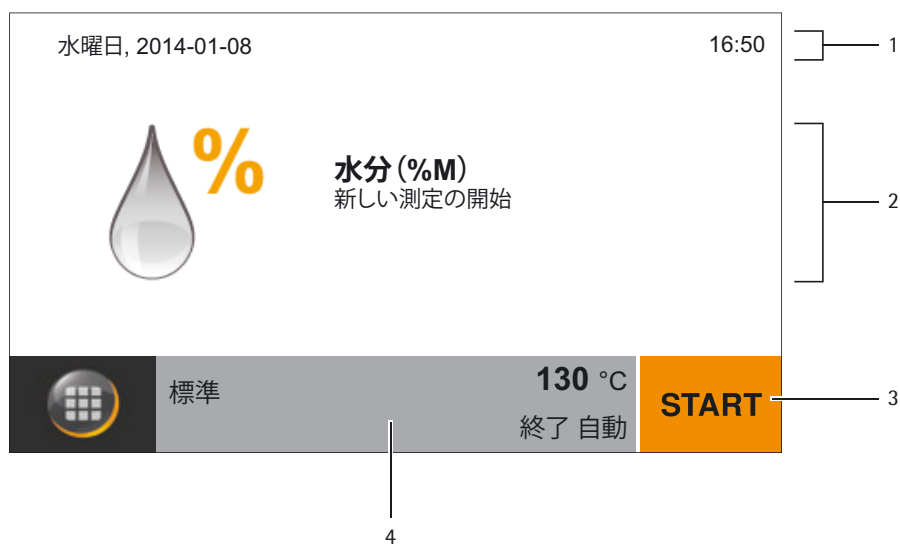 水曜日, 2014-01-08
16:50
1
%
水分（%M）
新しい測定の開始
2
標準
130 °C
終了 自動
START
3
4